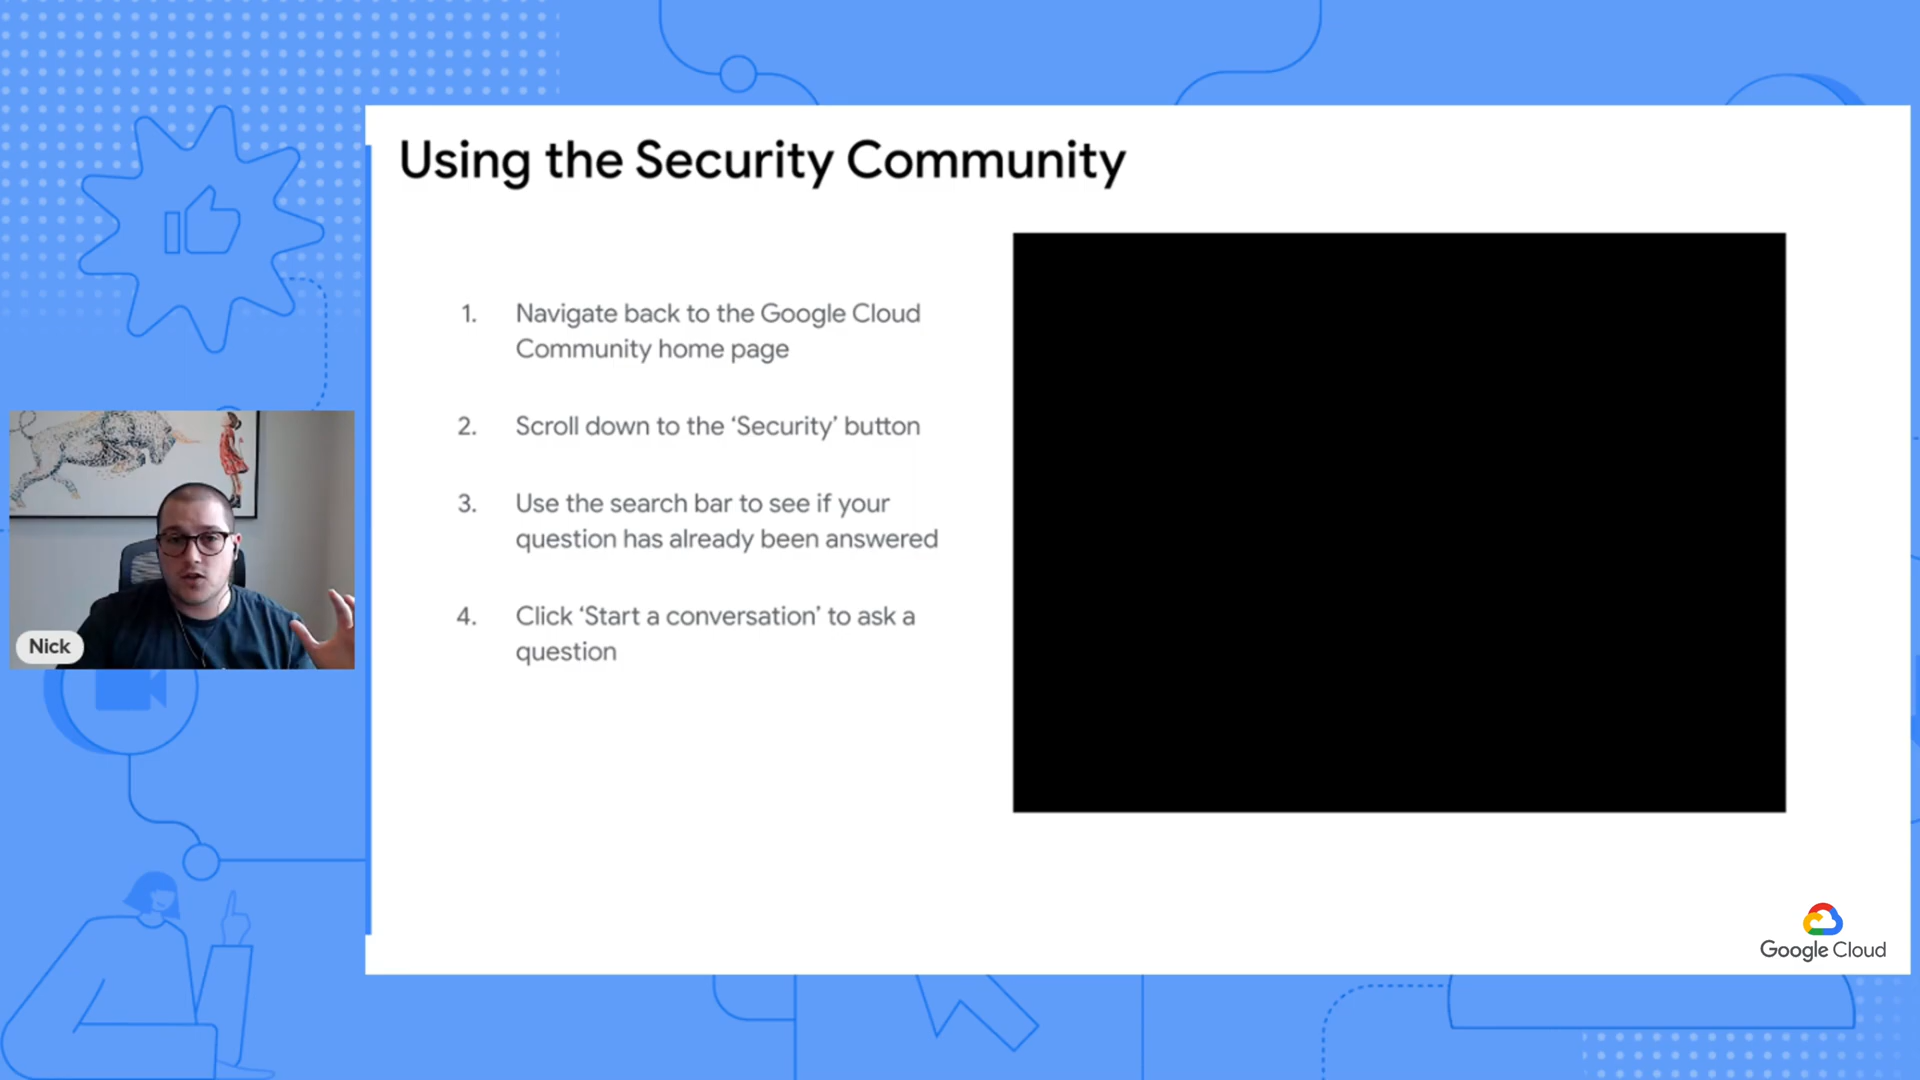 Using the Security Community
1. Navigate back to the Google Cloud
Community home page
2. Scroll down to the ‘Security’ button
3. Use the search bar to see if your
question has already been answered
4. Click ‘Start a conversation’ to ask a
question
Nick
Google Cloud